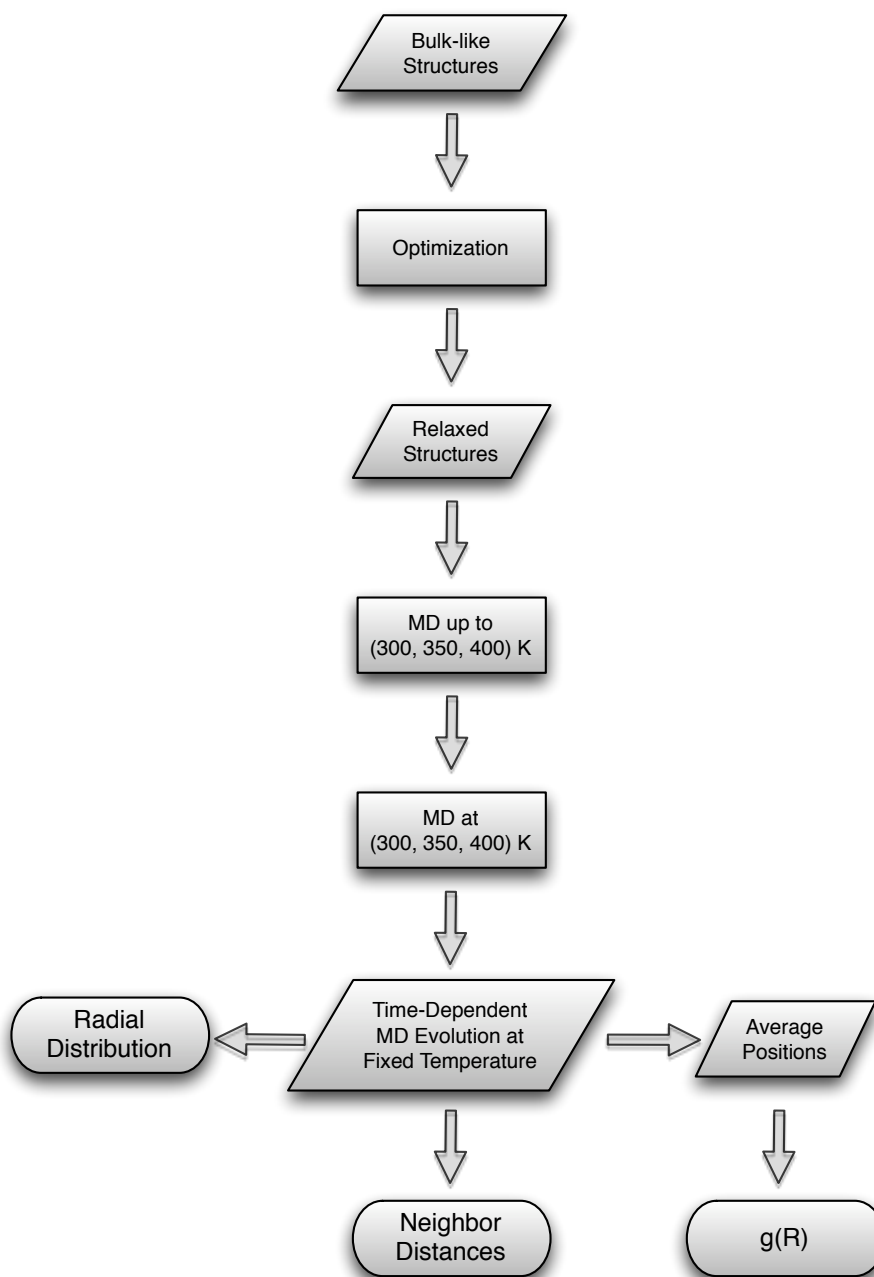 Bulk-like
Structures
Optimization
Relaxed
Structures
MD up to
(300, 350, 400) K
MD at
(300, 350, 400) K
Radial
Distribution
Time-Dependent
MD Evolution at
Fixed Temperature
Average
Positions
Neighbor
Distances
g(R)